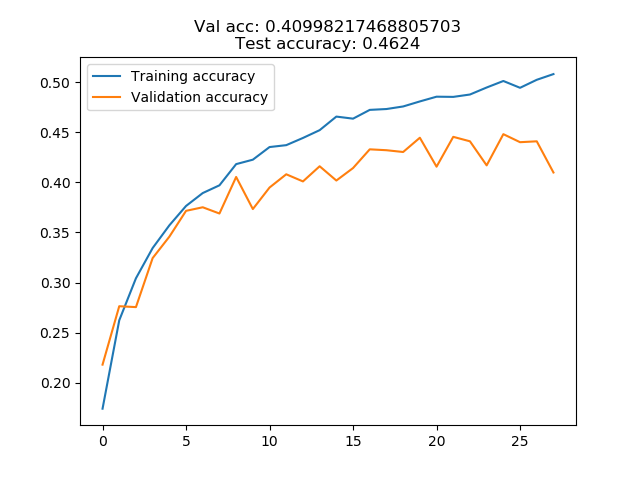 Val acc: 0.40998217468805703
Test accuracy: 0.4624
Training accuracy
Validation accuracy
0.50
0.45
0.40
0.35
0.30
0.25
0.20
0 5 10 15 20 25